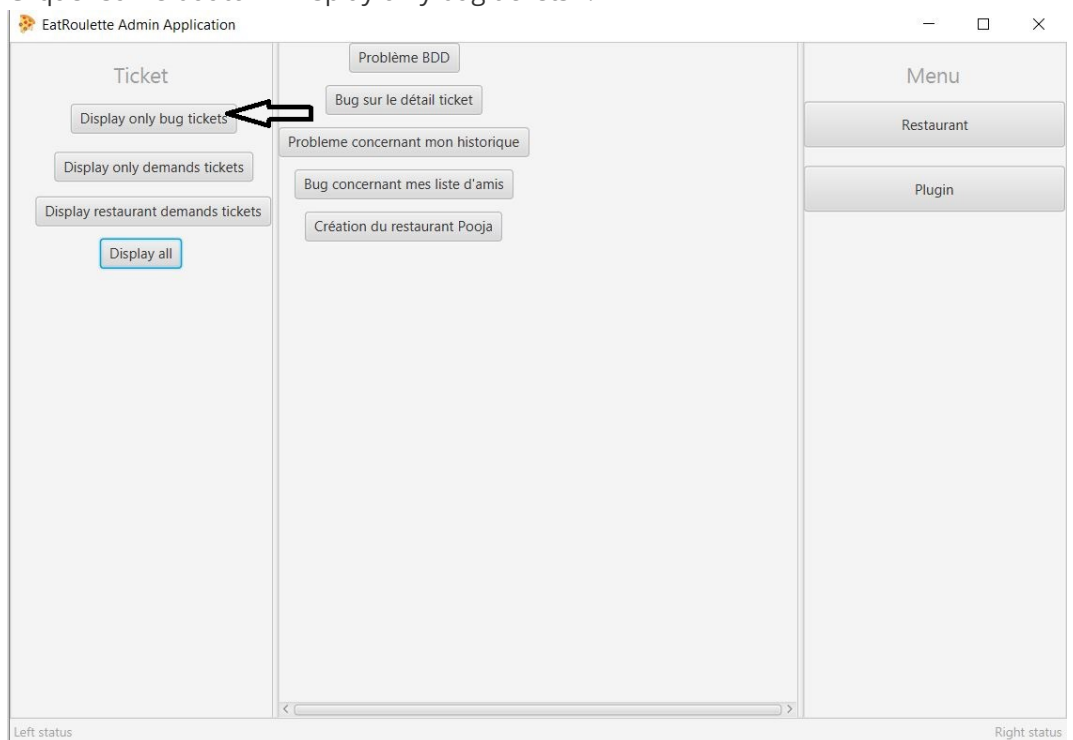 EatRoulette Admin Application
Ticket
Display only bug tickets
Display only demands tickets
Display restaurant demands tickets
Display all
Problème BDD
Bug sur le détail ticket
Probleme concernant mon historique
Bug concernant mes liste d'amis
Création du restaurant Pooja
Menu
Restaurant
Plugin
Left status
Right status